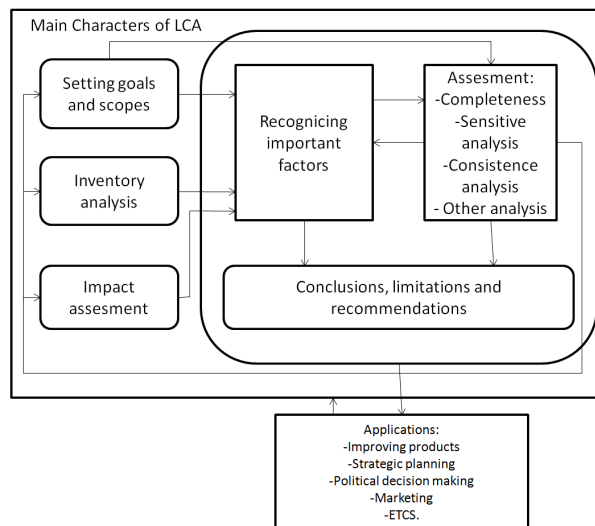 Main Characters of LCA
Setting goals
and scopes
Inventory
analysis
Impact
assesment
Recognicing
important
factors
Assesment:
-Completeness
-Sensitive
analysis
-Consistence
analysis
- Other analysis
Conclusions, limitations and
recommendations
Applications:
-Improving products
-Strategic planning
-Political decision making
-Marketing
-ETCS.